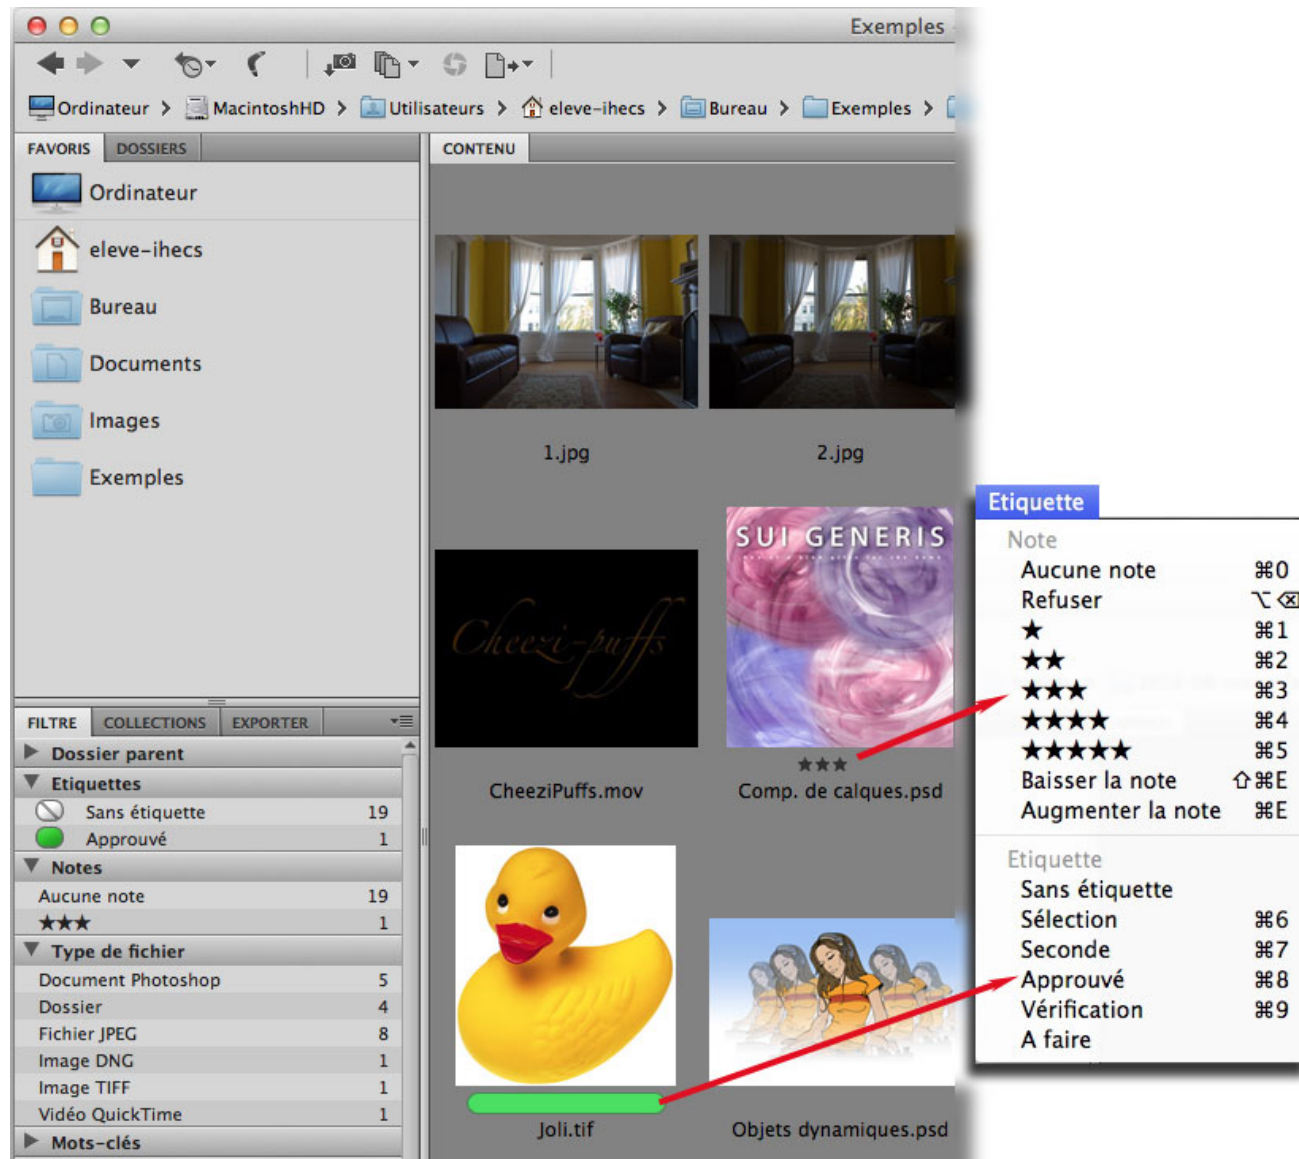 Exemples
Ordinateur > MacintoshHD > Utilisateurs > eleve-ihecs > Bureau > Exemples >
FAVORIS DOSSIERS
Ordinateur
eleve-ihecs
Bureau
Documents
Images
Exemples
FILTRE COLLECTIONS EXPORTER
Dossier parent
Etiquettes
Sans étiquette 19
Approuvé 1
Notes
Aucune note 19
★★★ 1
Type de fichier
Document Photoshop 5
Dossier 4
Fichier JPEG 8
Image DNG 1
Image TIFF 1
Vidéo QuickTime 1
Mots-clés
CONTENU
1.jpg
2.jpg
Cheezi-puffs
CheeziPuffs.mov
SUI GENERIS
★★★
Comp. de calques.psd
Joli.tif
Objets dynamiques.psd
Etiquette
Note
Aucune note ⌘0
Refuser ⌥⌫
★ ⌘1
★★ ⌘2
★★★ ⌘3
★★★★ ⌘4
★★★★★ ⌘5
Baisser la note ⇧⌘E
Augmenter la note ⌘E
Etiquette
Sans étiquette
Sélection ⌘6
Seconde ⌘7
Approuvé ⌘8
Vérification ⌘9
A faire